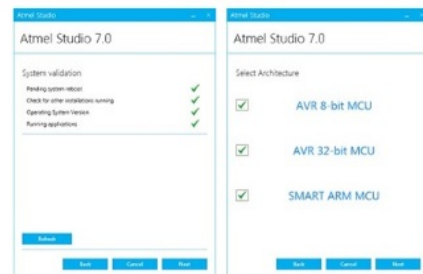 Atmel Studio
Atmel Studio 7.0
System validation
Pending system reboot
Check for other installations running
Operating System Version
Running applications
Refresh
Back
Cancel
Next
Atmel Studio
Atmel Studio 7.0
Select Architecture
AVR 8-bit MCU
AVR 32-bit MCU
SMART ARM MCU
Back
Cancel
Next